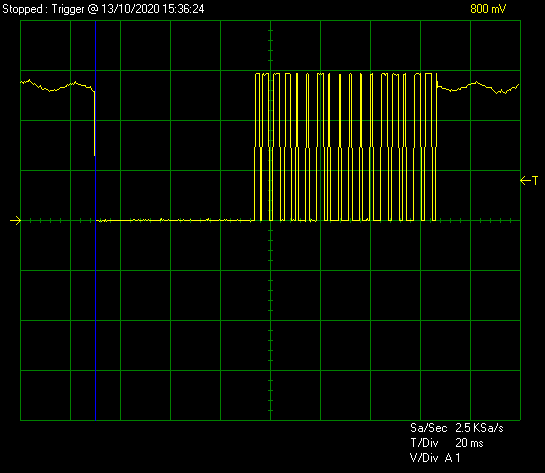 Stopped : Trigger @ 13/10/2020 15:36:24 800 mV
T
Sa/Sec 2.5 KSa/s
T/Div 20 ms
V/Div A 1